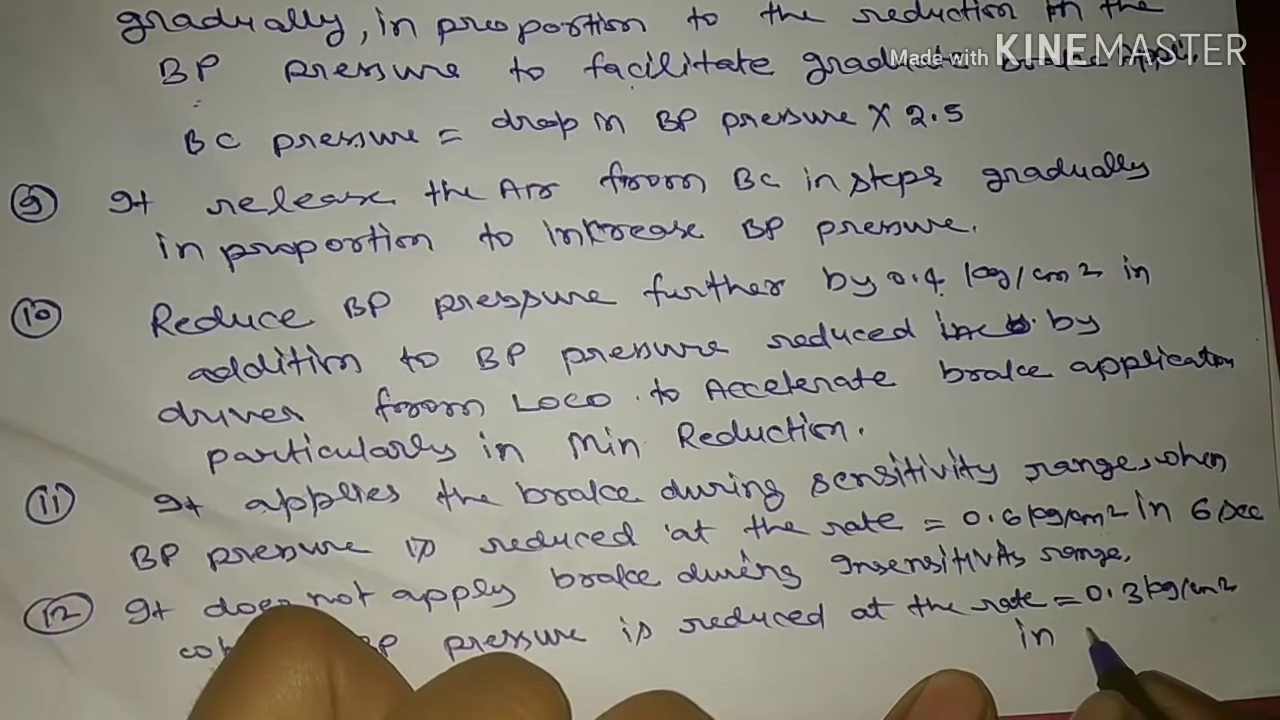 gradually, in proportion to the reduction in the
Made with KINEMASTER
BP pressure to facilitate graduate brake Appl.
BC pressure = drop in BP pressure X 2.5
9 It release the Air from BC in steps gradually
in proportion to Inkrease BP pressure.
10 Reduce BP pressure further by 0.4 kg/cm2 in
addition to BP pressure reduced by
driver from Loco. to Accelerate brake application
particularly in Min Reduction.
11 It applies the brake during sensitivity range, when
BP pressure is reduced at the rate = 0.6 kg/cm2 in 6 sec
12 It does not apply brake during Insensitivity range,
BP pressure is reduced at the rate = 0.3 kg/cm2
in